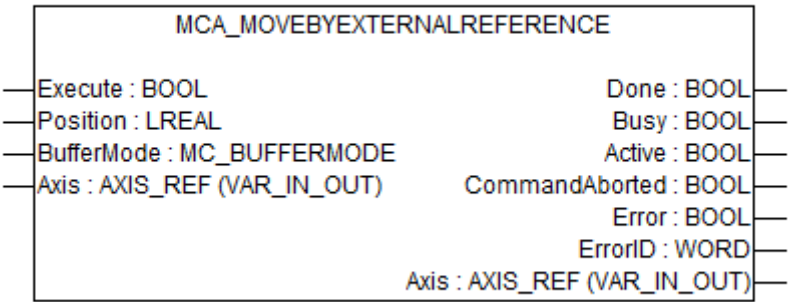 MCA_MOVEBYEXTERNALREFERENCE
Execute : BOOL Done : BOOL
Position : LREAL Busy : BOOL
BufferMode : MC_BUFFERMODE Active : BOOL
Axis : AXIS_REF (VAR_IN_OUT) CommandAborted : BOOL
Error : BOOL
ErrorID : WORD
Axis : AXIS_REF (VAR_IN_OUT)